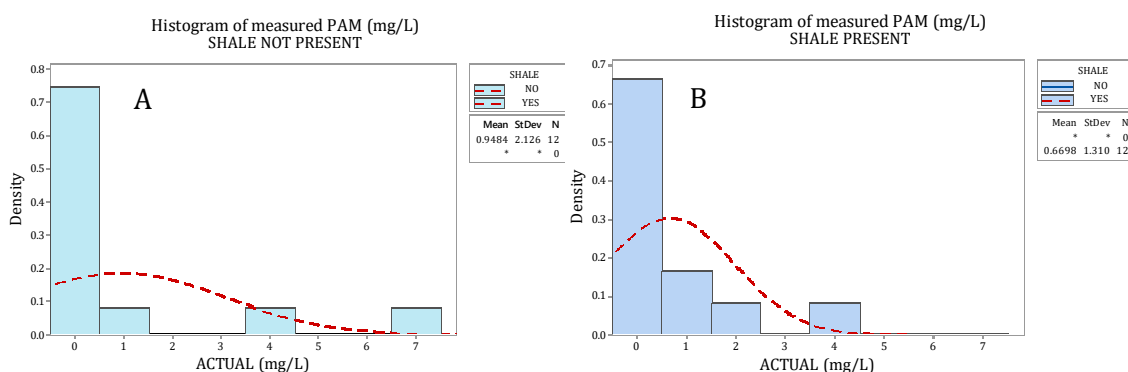 Histogram of measured PAM (mg/L)
SHALE NOT PRESENT
A
0.8
0.7
0.6
0.5
0.4
0.3
0.2
0.1
0.0
Density
0 1 2 3 4 5 6 7
ACTUAL (mg/L)
SHALE
NO
YES
Mean StDev N
0.9484 2.126 12
* * 0
Histogram of measured PAM (mg/L)
SHALE PRESENT
B
0.7
0.6
0.5
0.4
0.3
0.2
0.1
0.0
Density
0 1 2 3 4 5 6 7
ACTUAL (mg/L)
SHALE
NO
YES
Mean StDev N
* * 0
0.6698 1.310 12